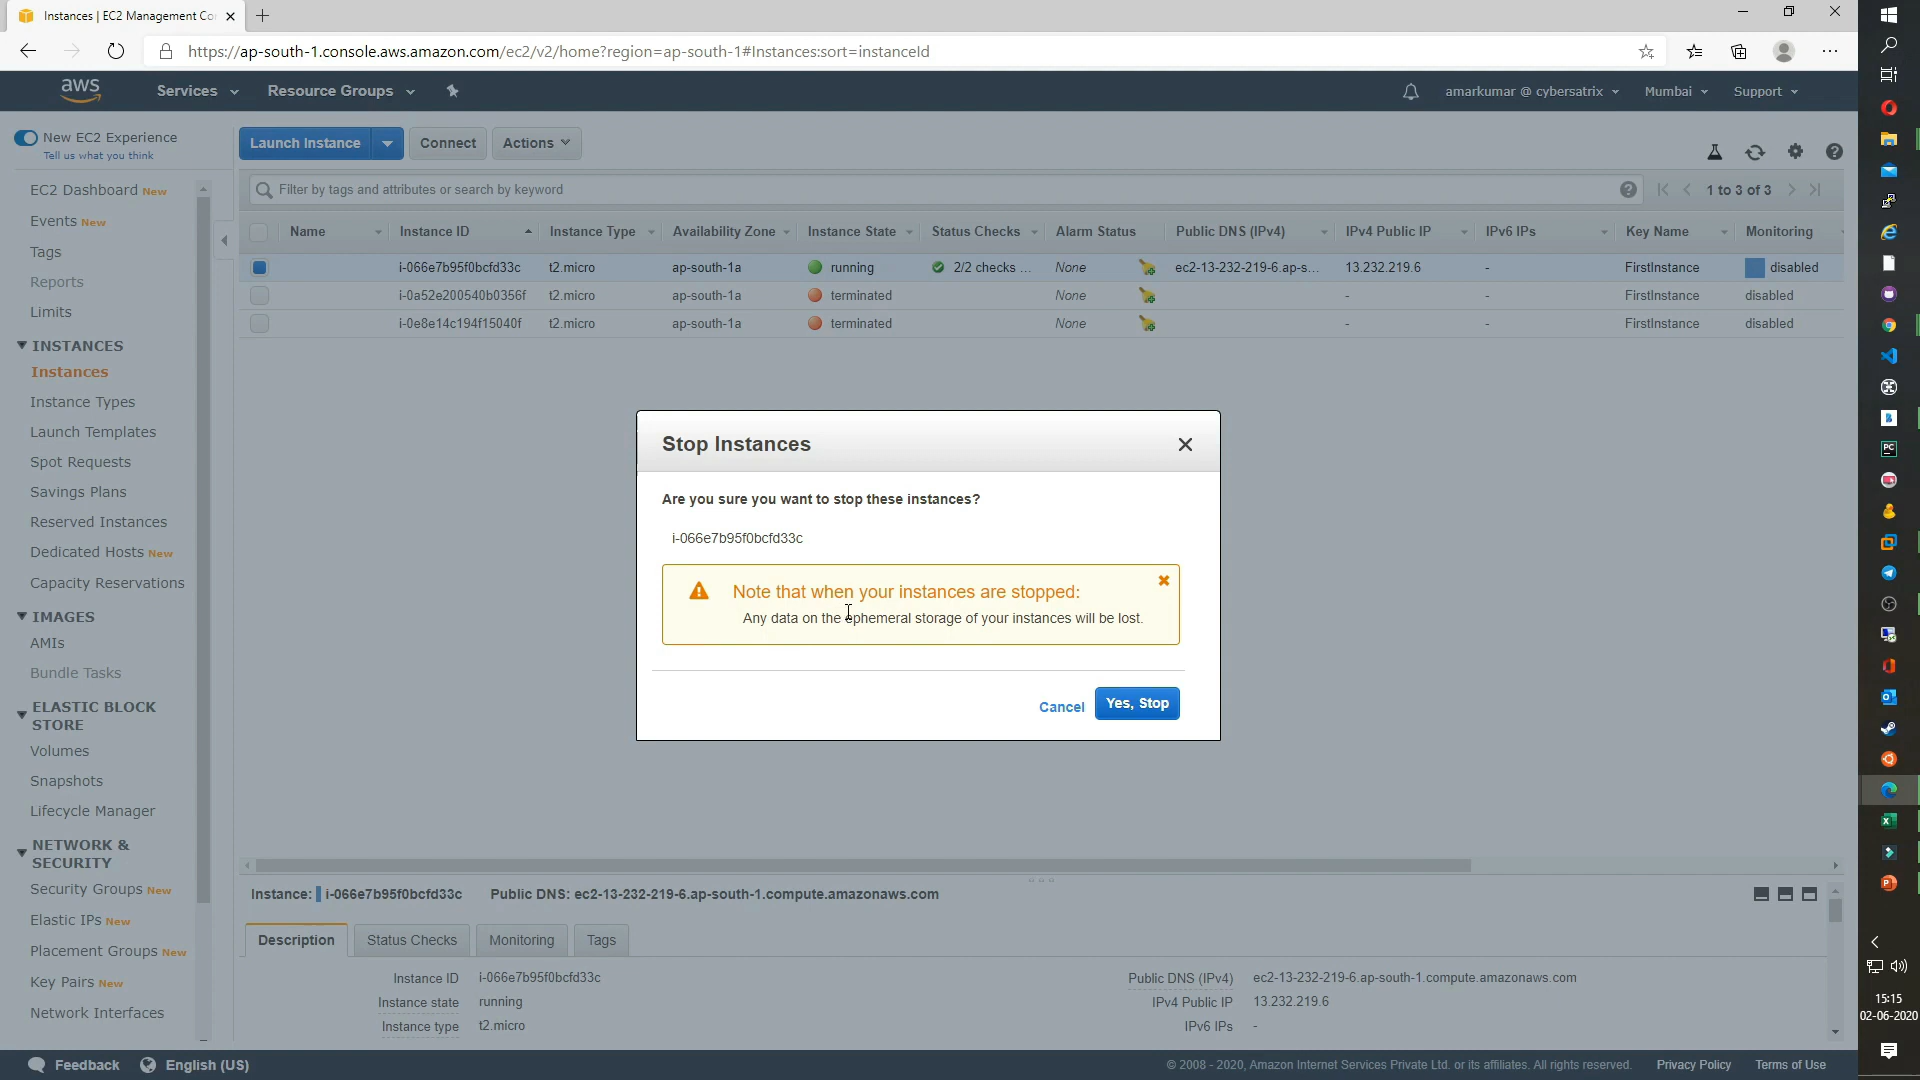 Instances | EC2 Management Co
https://ap-south-1.console.aws.amazon.com/ec2/v2/home?region=ap-south-1#Instances:sort=instanceId
aws Services Resource Groups amarkumar @ cybersatrix Mumbai Support
New EC2 Experience
Tell us what you think
EC2 Dashboard New
Events New
Tags
Reports
Limits
INSTANCES
Instances
Instance Types
Launch Templates
Spot Requests
Savings Plans
Reserved Instances
Dedicated Hosts New
Capacity Reservations
IMAGES
AMIs
Bundle Tasks
ELASTIC BLOCK
STORE
Volumes
Snapshots
Lifecycle Manager
NETWORK &
SECURITY
Security Groups New
Elastic IPs New
Placement Groups New
Key Pairs New
Network Interfaces
Launch Instance Connect Actions
Filter by tags and attributes or search by keyword 1 to 3 of 3
Name Instance ID Instance Type Availability Zone Instance State Status Checks Alarm Status Public DNS (IPv4) IPv4 Public IP IPv6 IPs Key Name Monitoring
i-066e7b95f0bcfd33c t2.micro ap-south-1a running 2/2 checks ... None ec2-13-232-219-6.ap-s... 13.232.219.6 - FirstInstance disabled
i-0a52e200540b0356f t2.micro ap-south-1a terminated None - - FirstInstance disabled
i-0e8e14c194f15040f t2.micro ap-south-1a terminated None - - FirstInstance disabled
Stop Instances
Are you sure you want to stop these instances?
i-066e7b95f0bcfd33c
Note that when your instances are stopped:
Any data on the ephemeral storage of your instances will be lost.
Cancel Yes, Stop
Instance: i-066e7b95f0bcfd33c Public DNS: ec2-13-232-219-6.ap-south-1.compute.amazonaws.com
Description Status Checks Monitoring Tags
Instance ID i-066e7b95f0bcfd33c Public DNS (IPv4) ec2-13-232-219-6.ap-south-1.compute.amazonaws.com
Instance state running IPv4 Public IP 13.232.219.6
Instance type t2.micro IPv6 IPs -
Feedback English (US) © 2008 - 2020, Amazon Internet Services Private Ltd. or its affiliates. All rights reserved. Privacy Policy Terms of Use
15:15
02-06-2020